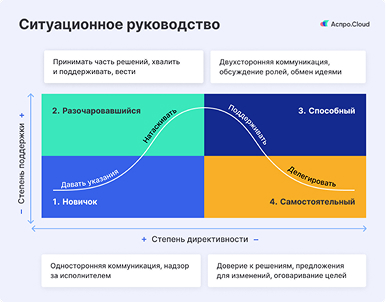 Ситуационное руководство
Аспро.Cloud
Принимать часть решений, хвалить
и поддерживать, вести
Двухсторонняя коммуникация,
обсуждение ролей, обмен идеями
2. Разочаровавшийся
Натаскивать
Поддерживать
3. Способный
Давать указания
1. Новичок
Делегировать
4. Самостоятельный
− Степень поддержки +
+ Степень директивности −
Односторонняя коммуникация, надзор
за исполнителем
Доверие к решениям, предложения
для изменений, оговаривание целей